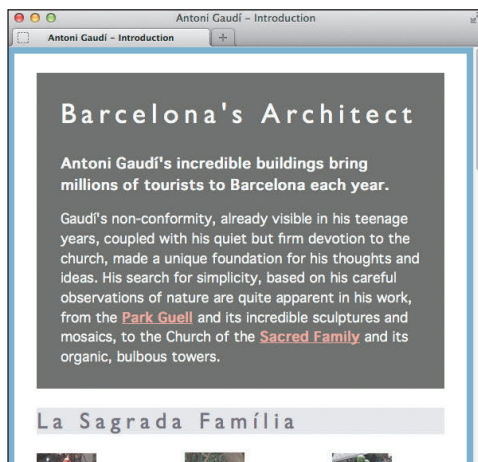 Antoni Gaudí – Introduction
Antoni Gaudí – Introduction
Barcelona's Architect
Antoni Gaudí's incredible buildings bring
millions of tourists to Barcelona each year.
Gaudí's non-conformity, already visible in his teenage
years, coupled with his quiet but firm devotion to the
church, made a unique foundation for his thoughts and
ideas. His search for simplicity, based on his careful
observations of nature are quite apparent in his work,
from the Park Guell and its incredible sculptures and
mosaics, to the Church of the Sacred Family and its
organic, bulbous towers.
La Sagrada Família